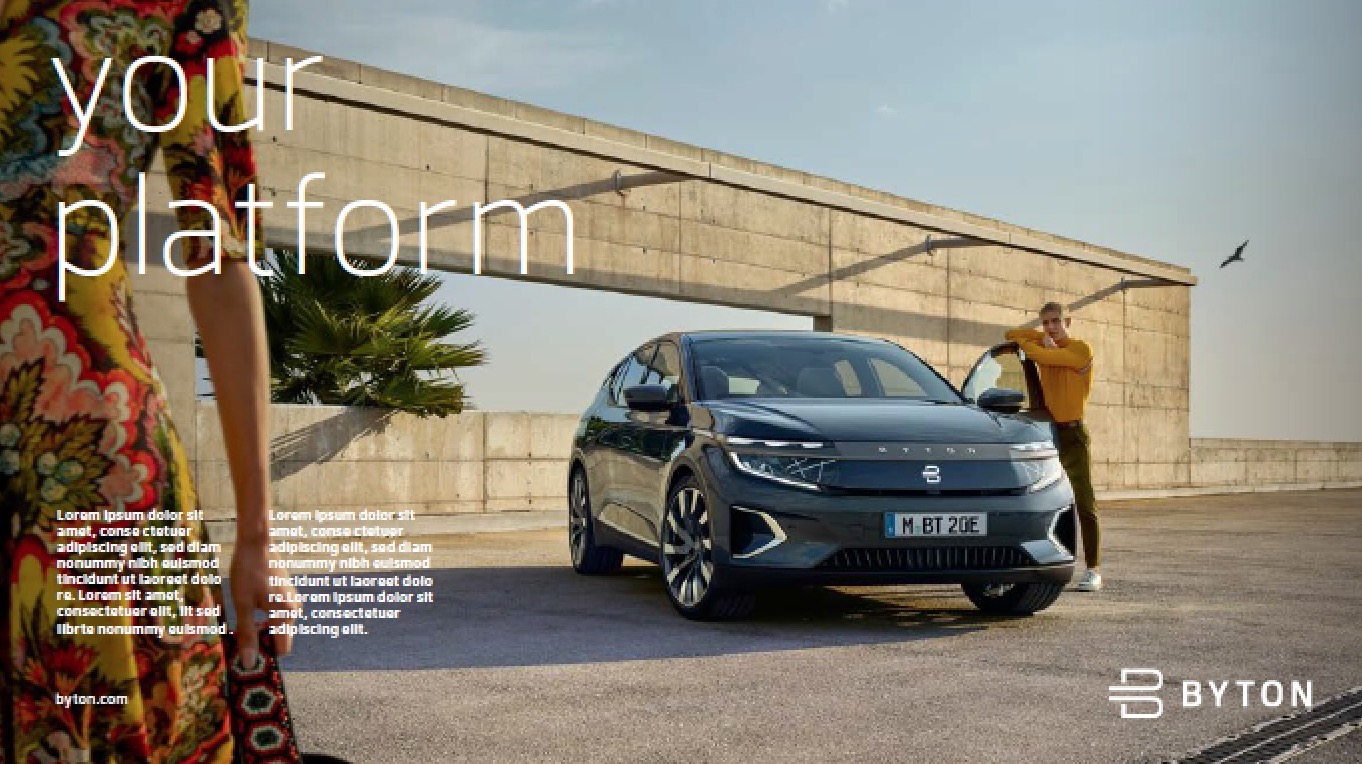 your
platform
BYTON
M BT 20E
Lorem ipsum dolor sit
amet, conse ctetuer
adipiscing elit, sed diam
nonummy nibh euismod
tincidunt ut laoreet dolo
re. Lorem sit amet,
consectetuer elit, lit sed
librte nonummy euismod .
Lorem ipsum dolor sit
amet, conse ctetuer
adipiscing elit, sed diam
nonummy nibh euismod
tincidunt ut laoreet dolo
re.Lorem ipsum dolor sit
amet, consectetuer
adipiscing elit.
byton.com
BYTON